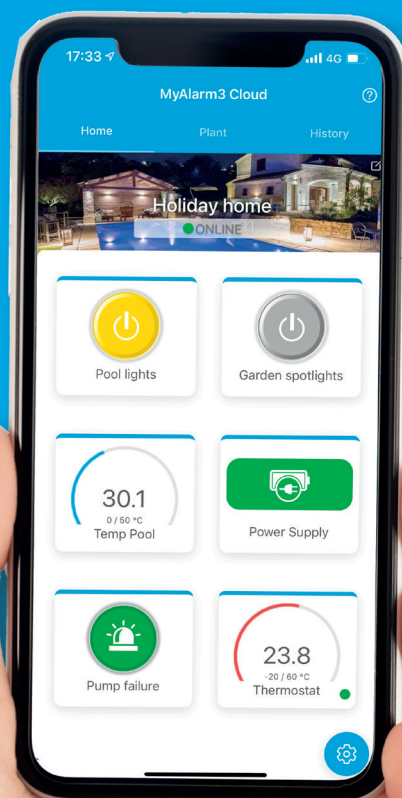 17:33
4G
MyAlarm3 Cloud
?
Home Plant History
Holiday home
ONLINE
Pool lights Garden spotlights
30.1
0 / 50 °C
Temp Pool
Power Supply
Pump failure
23.8
-20 / 60 °C
Thermostat